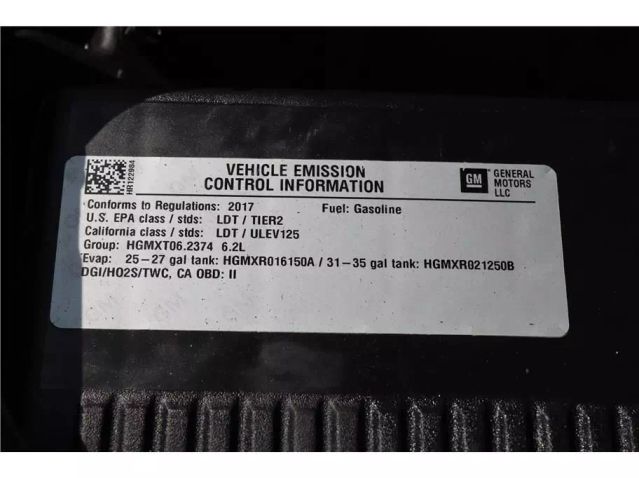 HR122984
VEHICLE EMISSION
CONTROL INFORMATION
GM
GENERAL
MOTORS
LLC
Conforms to Regulations: 2017 Fuel: Gasoline
U.S. EPA class / stds: LDT / TIER2
California class / stds: LDT / ULEV125
Group: HGMXT06.2374 6.2L
Evap: 25-27 gal tank: HGMXR016150A / 31-35 gal tank: HGMXR021250B
DGI/HO2S/TWC, CA OBD: II